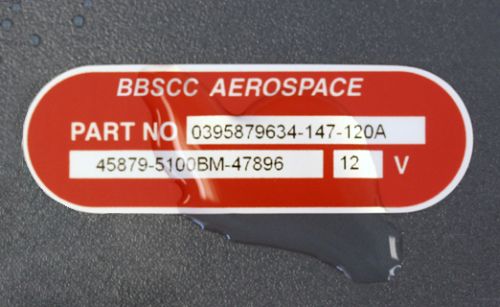 BBSCC AEROSPACE
PART NO 0395879634-147-120A
45879-5100BM-47896 12 V